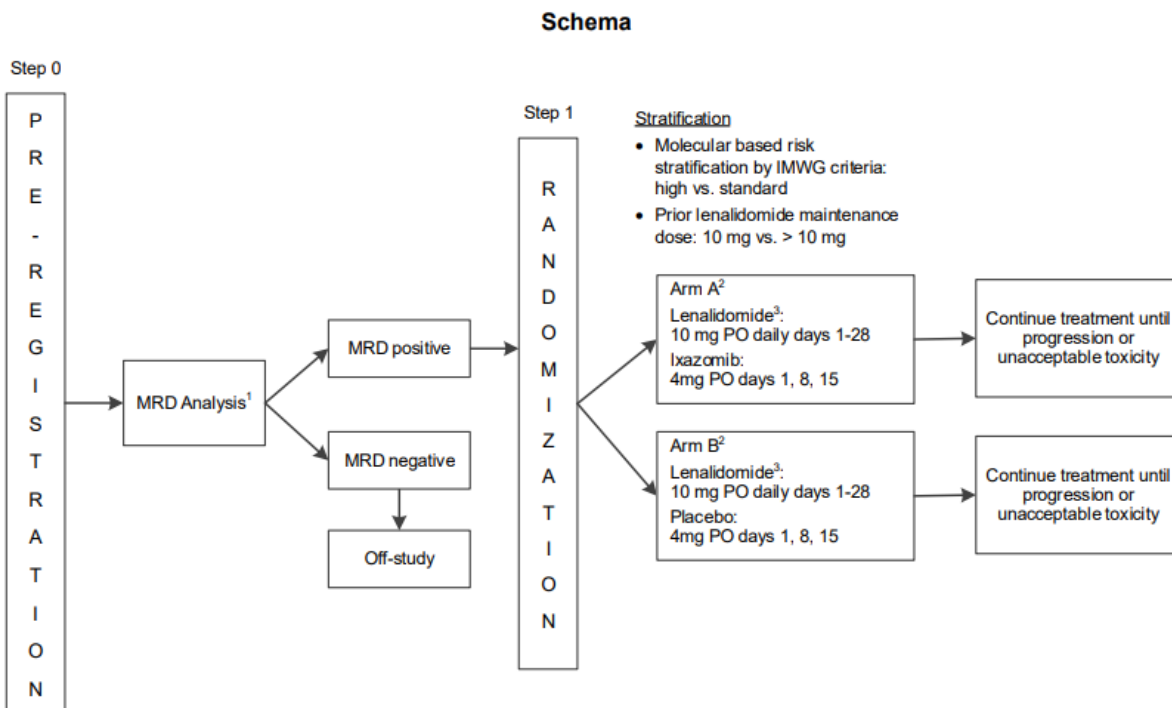 Schema
Step 0
PRE-REGISTRATION
MRD Analysis¹
MRD positive
MRD negative
Off-study
Step 1
RANDOMIZATION
Stratification
• Molecular based risk
stratification by IMWG criteria:
high vs. standard
• Prior lenalidomide maintenance
dose: 10 mg vs. > 10 mg
Arm A²
Lenalidomide³:
10 mg PO daily days 1-28
Ixazomib:
4mg PO days 1, 8, 15
Continue treatment until
progression or
unacceptable toxicity
Arm B²
Lenalidomide³:
10 mg PO daily days 1-28
Placebo:
4mg PO days 1, 8, 15
Continue treatment until
progression or
unacceptable toxicity